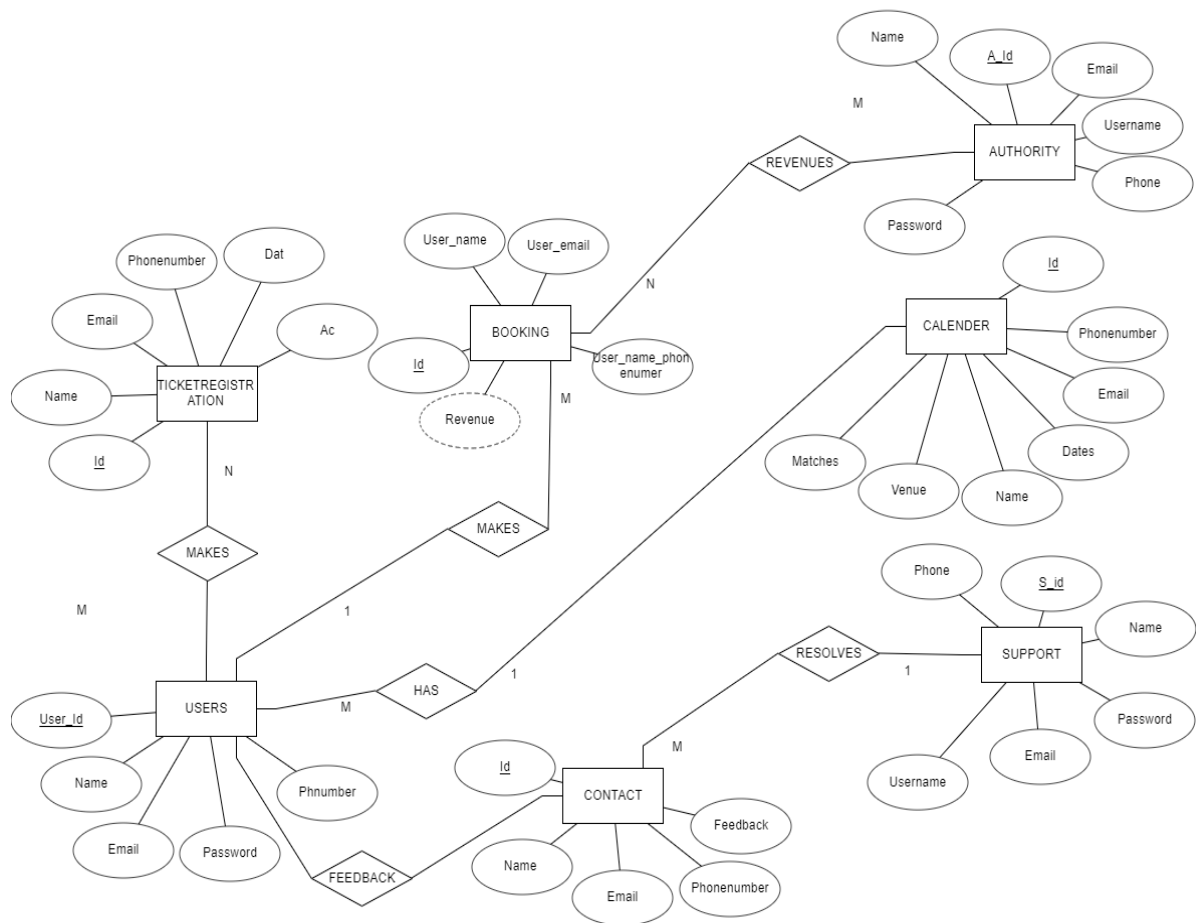 Name
A_Id
Email
M
Username
AUTHORITY
REVENUES
Phone
Password
User_name
User_email
Dat
Phonenumber
Id
N
Email
Ac
BOOKING
CALENDER
Phonenumber
Id
User_name_phon
enumer
TICKETREGISTR
ATION
Name
M
Email
Revenue
Dates
Matches
Id
N
Venue
Name
MAKES
MAKES
Phone
S_id
M
1
Name
RESOLVES
SUPPORT
1
1
HAS
M
USERS
User_Id
Password
M
Id
Email
Username
Name
Phnumber
CONTACT
Feedback
Email
Password
Name
FEEDBACK
Phonenumber
Email